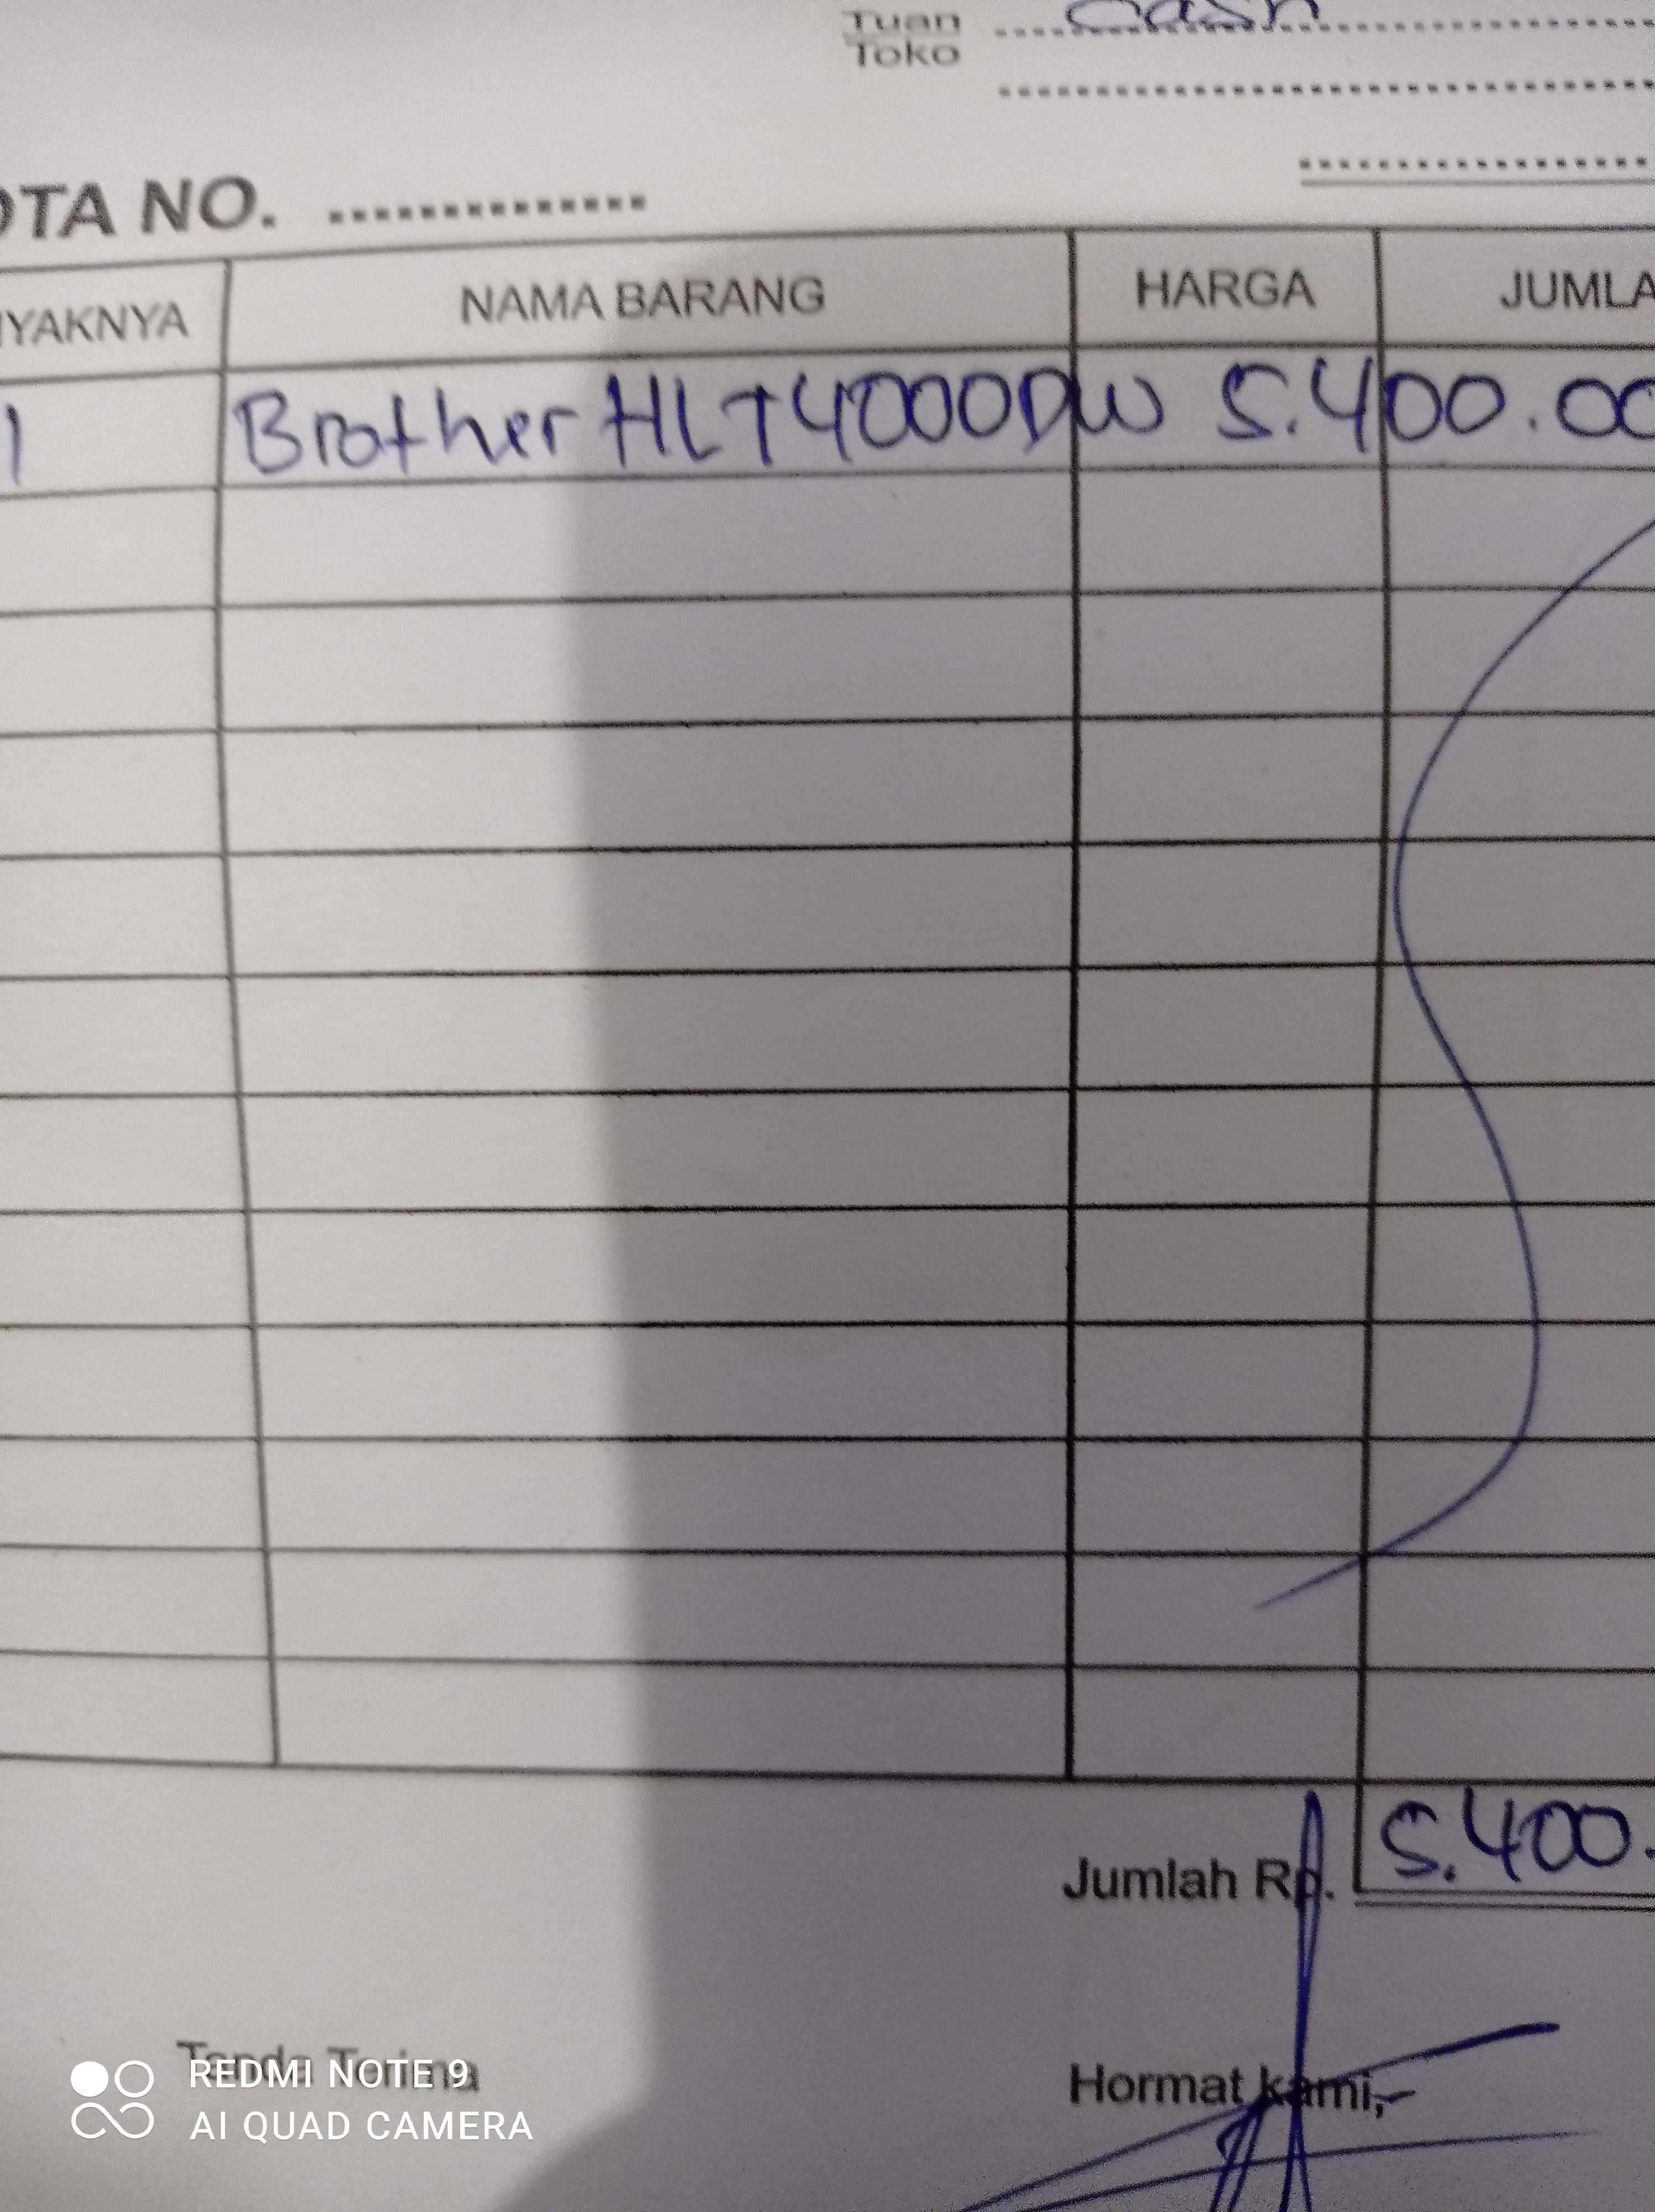 Tuan cash
Toko
OTA NO.
YAKNYA NAMA BARANG HARGA JUMLA
1 Brother HLT4000DW 5.400.00
Jumlah Rp. 5.400.
Tanda Terima Hormat kami,
REDMI NOTE 9
AI QUAD CAMERA